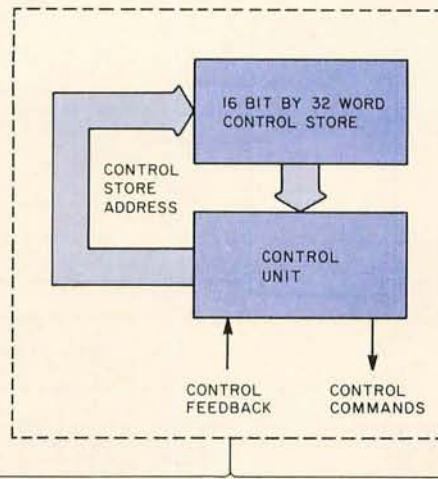 16 BIT BY 32 WORD
CONTROL STORE
CONTROL
STORE
ADDRESS
CONTROL
UNIT
CONTROL
FEEDBACK
CONTROL
COMMANDS